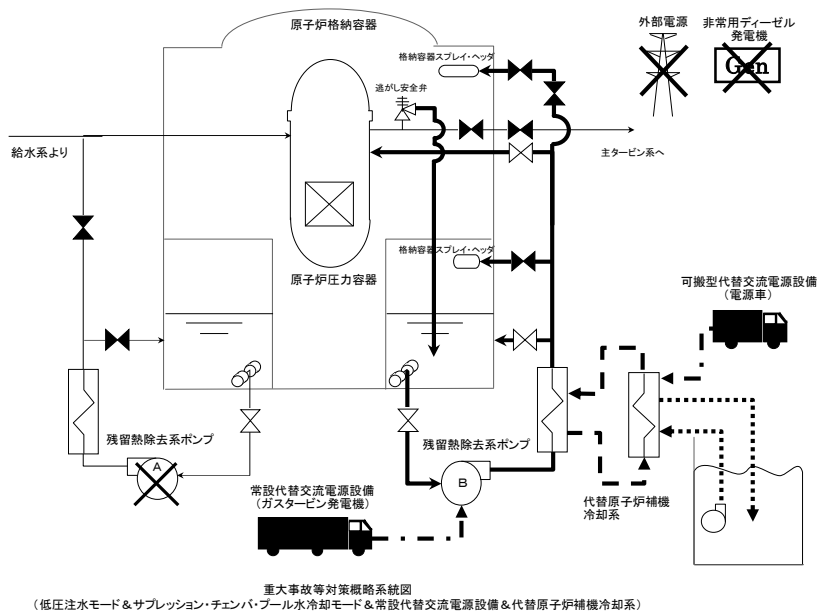 原子炉格納容器
外部電源
非常用ディーゼル
発電機
Gen
格納容器スプレイ・ヘッダ
逃がし安全弁
給水系より
主タービン系へ
格納容器スプレイ・ヘッダ
原子炉圧力容器
可搬型代替交流電源設備
(電源車)
残留熱除去系ポンプ
A
残留熱除去系ポンプ
B
代替原子炉補機
冷却系
常設代替交流電源設備
(ガスタービン発電機)
重大事故等対策概略系統図
(低圧注水モード&サプレッション・チェンバ・プール水冷却モード&常設代替交流電源設備&代替原子炉補機冷却系)